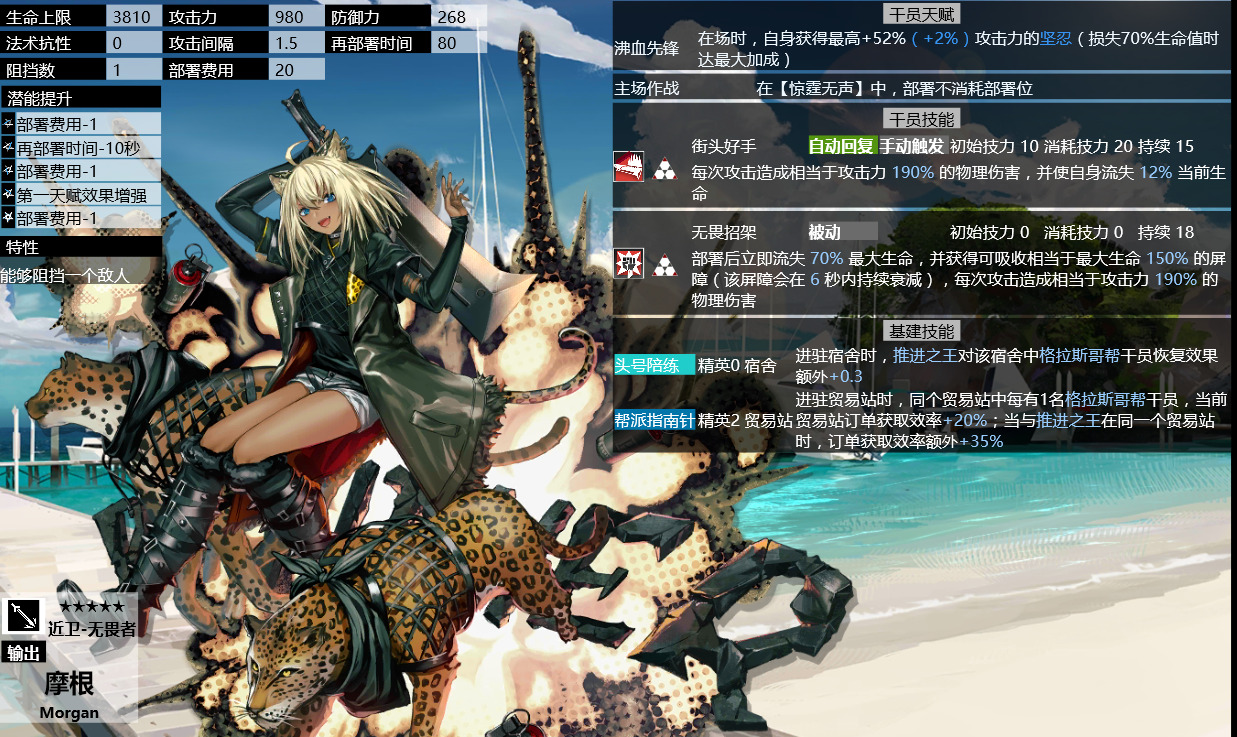 生命上限 3810 攻击力 980 防御力 268
法术抗性 0 攻击间隔 1.5 再部署时间 80
阻挡数 1 部署费用 20
潜能提升
部署费用-1
再部署时间-10秒
部署费用-1
第一天赋效果增强
部署费用-1
特性
能够阻挡一个敌人
★★★★★
近卫-无畏者
输出
摩根
Morgan
干员天赋
沸血先锋 在场时，自身获得最高+52%（+2%）攻击力的坚忍（损失70%生命值时
达最大加成）
主场作战 在【惊霆无声】中，部署不消耗部署位
干员技能
街头好手 自动回复 手动触发 初始技力 10 消耗技力 20 持续 15
每次攻击造成相当于攻击力 190% 的物理伤害，并使自身流失 12% 当前生
命
无畏招架 被动 初始技力 0 消耗技力 0 持续 18
部署后立即流失 70% 最大生命，并获得可吸收相当于最大生命 150% 的屏
障（该屏障会在 6 秒内持续衰减），每次攻击造成相当于攻击力 190% 的
物理伤害
基建技能
头号陪练 精英0 宿舍 进驻宿舍时，推进之王对该宿舍中格拉斯哥帮干员恢复效果
额外+0.3
进驻贸易站时，同个贸易站中每有1名格拉斯哥帮干员，当前
帮派指南针 精英2 贸易站 贸易站订单获取效率+20%；当与推进之王在同一个贸易站
时，订单获取效率额外+35%